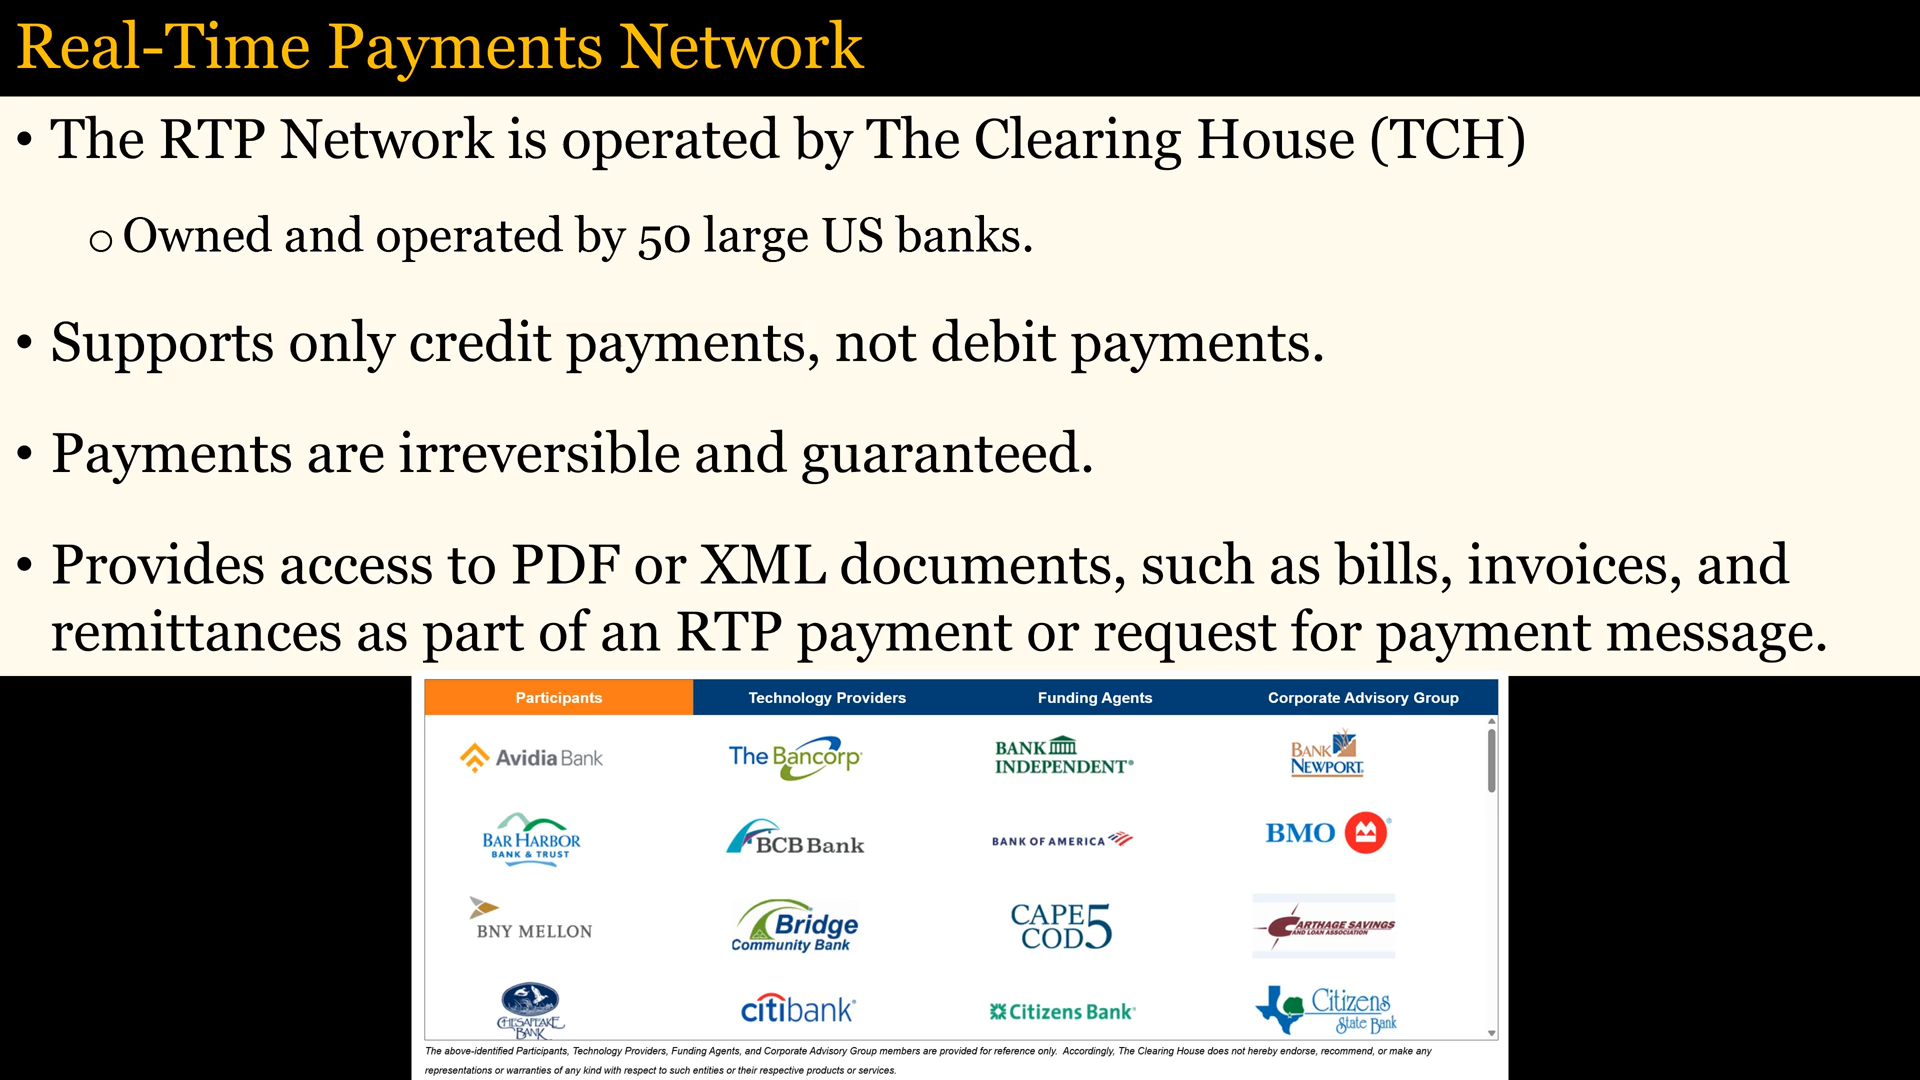 Real-Time Payments Network
• The RTP Network is operated by The Clearing House (TCH)
o Owned and operated by 50 large US banks.
• Supports only credit payments, not debit payments.
• Payments are irreversible and guaranteed.
• Provides access to PDF or XML documents, such as bills, invoices, and
remittances as part of an RTP payment or request for payment message.
Participants Technology Providers Funding Agents Corporate Advisory Group
Avidia Bank
The Bancorp
BANK INDEPENDENT
BANK NEWPORT
BAR HARBOR
BANK & TRUST
BCB Bank
BANK OF AMERICA
BMO
BNY MELLON
Bridge
Community Bank
CAPE COD 5
CARTHAGE SAVINGS
AND LOAN ASSOCIATION
CHESAPEAKE
BANK
citibank
Citizens Bank
Citizens
State Bank
The above-identified Participants, Technology Providers, Funding Agents, and Corporate Advisory Group members are provided for reference only. Accordingly, The Clearing House does not hereby endorse, recommend, or make any
representations or warranties of any kind with respect to such entities or their respective products or services.